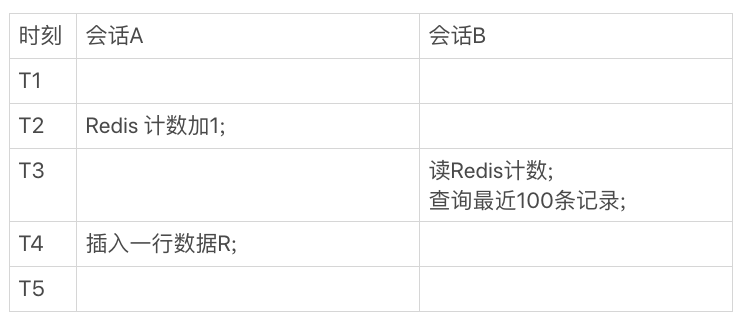 时刻 会话A 会话B
T1
T2 Redis 计数加1;
T3 读Redis计数;
查询最近100条记录;
T4 插入一行数据R;
T5